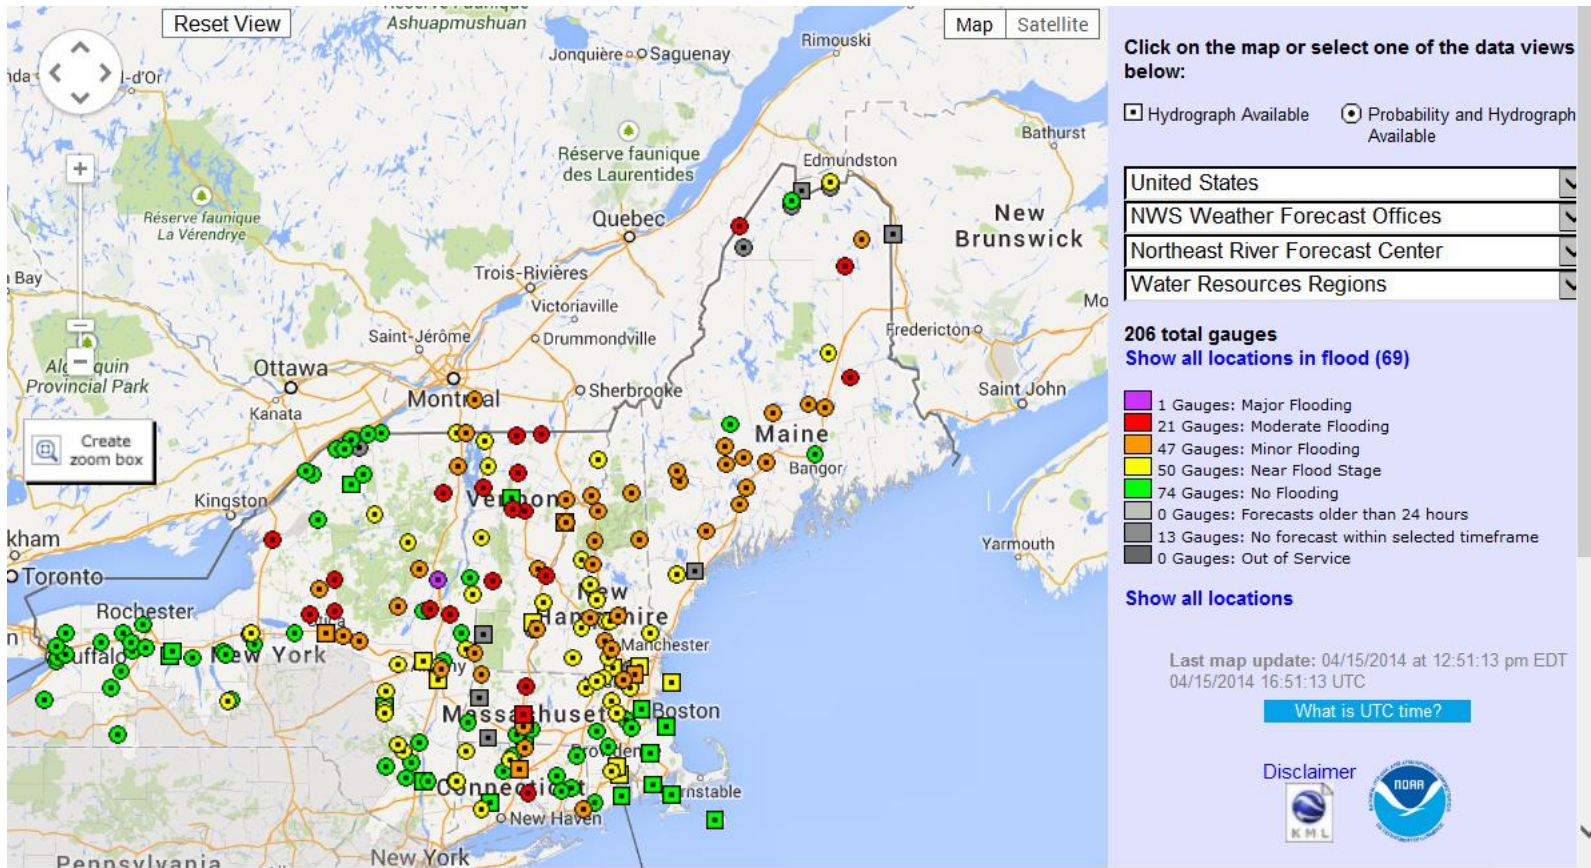 Reset View
Map
Satellite
Ashuapmushuan
Rimouski
Jonquière
Saguenay
l-d'Or
Bathurst
Réserve faunique
des Laurentides
Edmundston
Réserve faunique
La Vérendrye
Quebec
New
Brunswick
Trois-Rivières
n Bay
Victoriaville
Mo
Saint-Jérôme
Drummondville
Fredericton
Ottawa
Provincial Park
Sherbrooke
Saint John
Kanata
Maine
Bangor
Create
zoom box
Kingston
Yarmouth
kham
Toronto
Rochester
New
Manchester
New York
Boston
New Haven
New York
Pennsylvania
Click on the map or select one of the data views
below:
Hydrograph Available
Probability and Hydrograph
Available
United States
NWS Weather Forecast Offices
Northeast River Forecast Center
Water Resources Regions
206 total gauges
Show all locations in flood (69)
1 Gauges: Major Flooding
21 Gauges: Moderate Flooding
47 Gauges: Minor Flooding
50 Gauges: Near Flood Stage
74 Gauges: No Flooding
0 Gauges: Forecasts older than 24 hours
13 Gauges: No forecast within selected timeframe
0 Gauges: Out of Service
Show all locations
Last map update: 04/15/2014 at 12:51:13 pm EDT
04/15/2014 16:51:13 UTC
What is UTC time?
Disclaimer
KML
NOAA